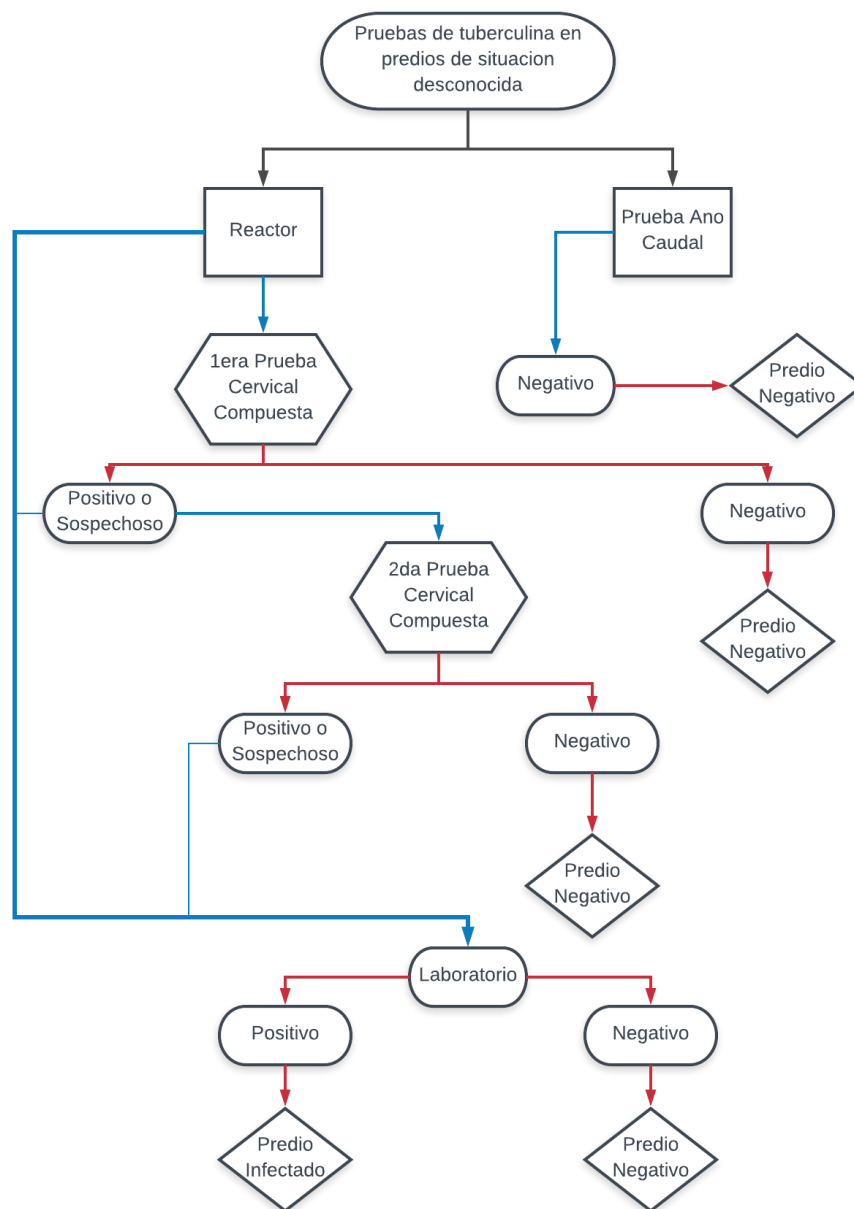 Pruebas de tuberculina en
predios de situacion
desconocida
Reactor
Prueba Ano
Caudal
1era Prueba
Cervical
Compuesta
Negativo
Predio
Negativo
Positivo o
Sospechoso
Negativo
2da Prueba
Cervical
Compuesta
Predio
Negativo
Positivo o
Sospechoso
Negativo
Predio
Negativo
Laboratorio
Positivo
Negativo
Predio
Infectado
Predio
Negativo